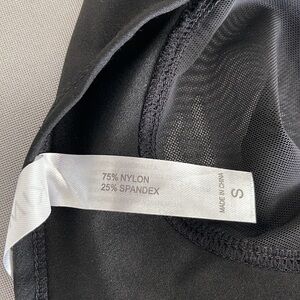 75% NYLON
25% SPANDEX
MADE IN CHINA
S